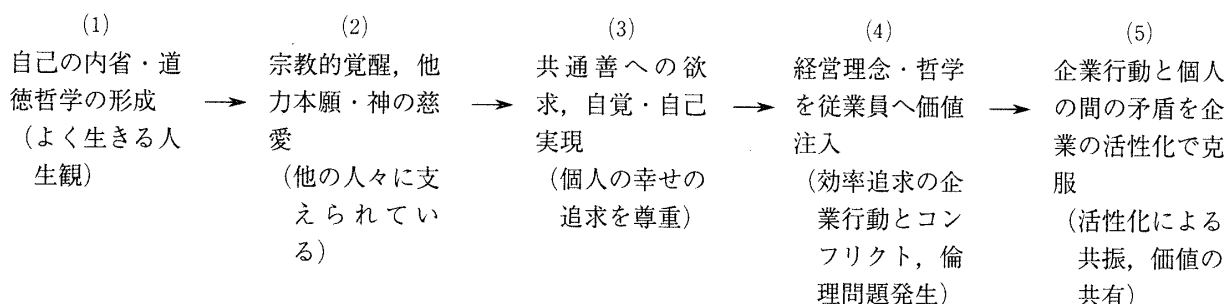 (1)
自己の内省・道
徳哲学の形成
(よく生きる人
生観)
→
(2)
宗教的覚醒,他
力本願・神の慈
愛
(他の人々に支
えられてい
る)
→
(3)
共通善への欲
求,自覚・自己
実現
(個人の幸せの
追求を尊重)
→
(4)
経営理念・哲学
を従業員へ価値
注入
(効率追求の企
業行動とコン
フリクト,倫
理問題発生)
→
(5)
企業行動と個人
の間の矛盾を企
業の活性化で克
服
(活性化による
共振,価値の
共有)